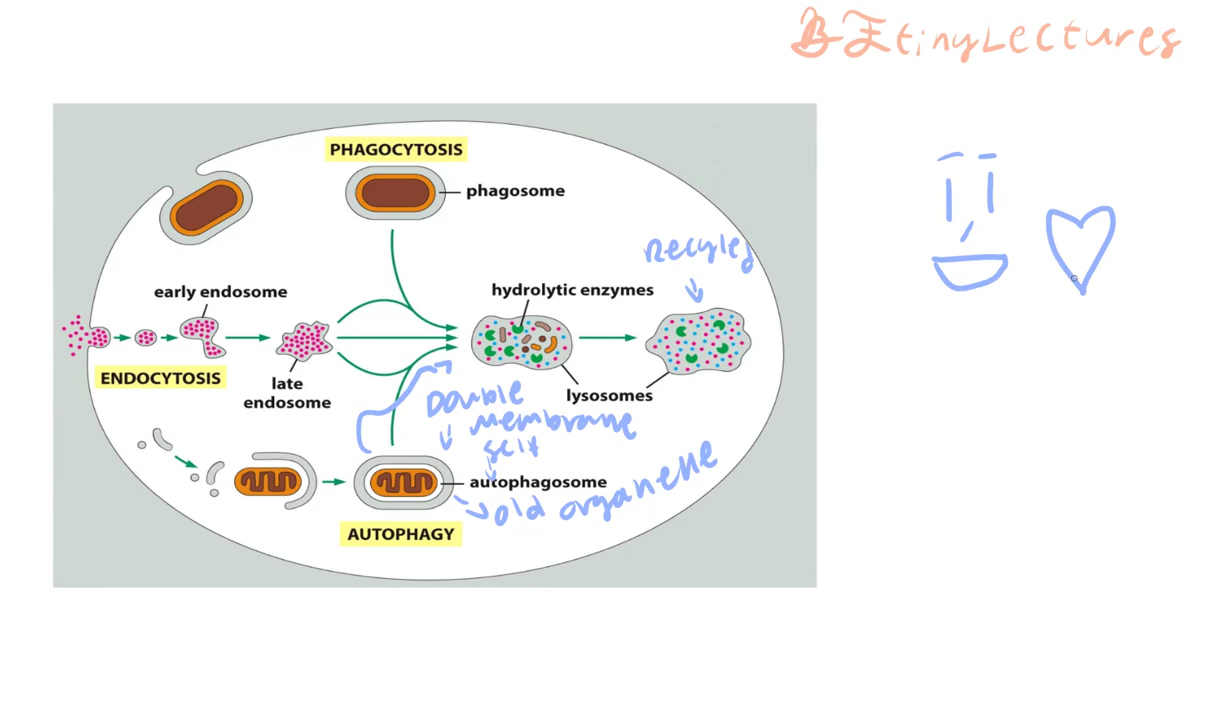 tinyLectures
PHAGOCYTOSIS
phagosome
Recyled
hydrolytic enzymes
early endosome
ENDOCYTOSIS
late
endosome
lysosomes
Double
membrane
self
autophagosome
old organelle
AUTOPHAGY